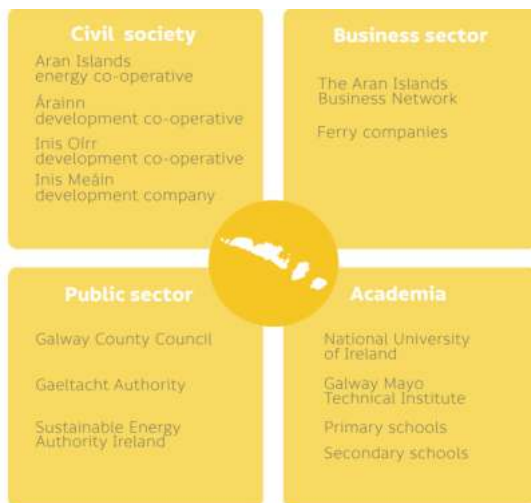 Civil society
Aran Islands
energy co-operative
Árainn
development co-operative
Inis Oírr
development co-operative
Inis Meáin
development company
Business sector
The Aran Islands
Business Network
Ferry companies
Public sector
Galway County Council
Gaeltacht Authority
Sustainable Energy
Authority Ireland
Academia
National University
of Ireland
Galway Mayo
Technical Institute
Primary schools
Secondary schools